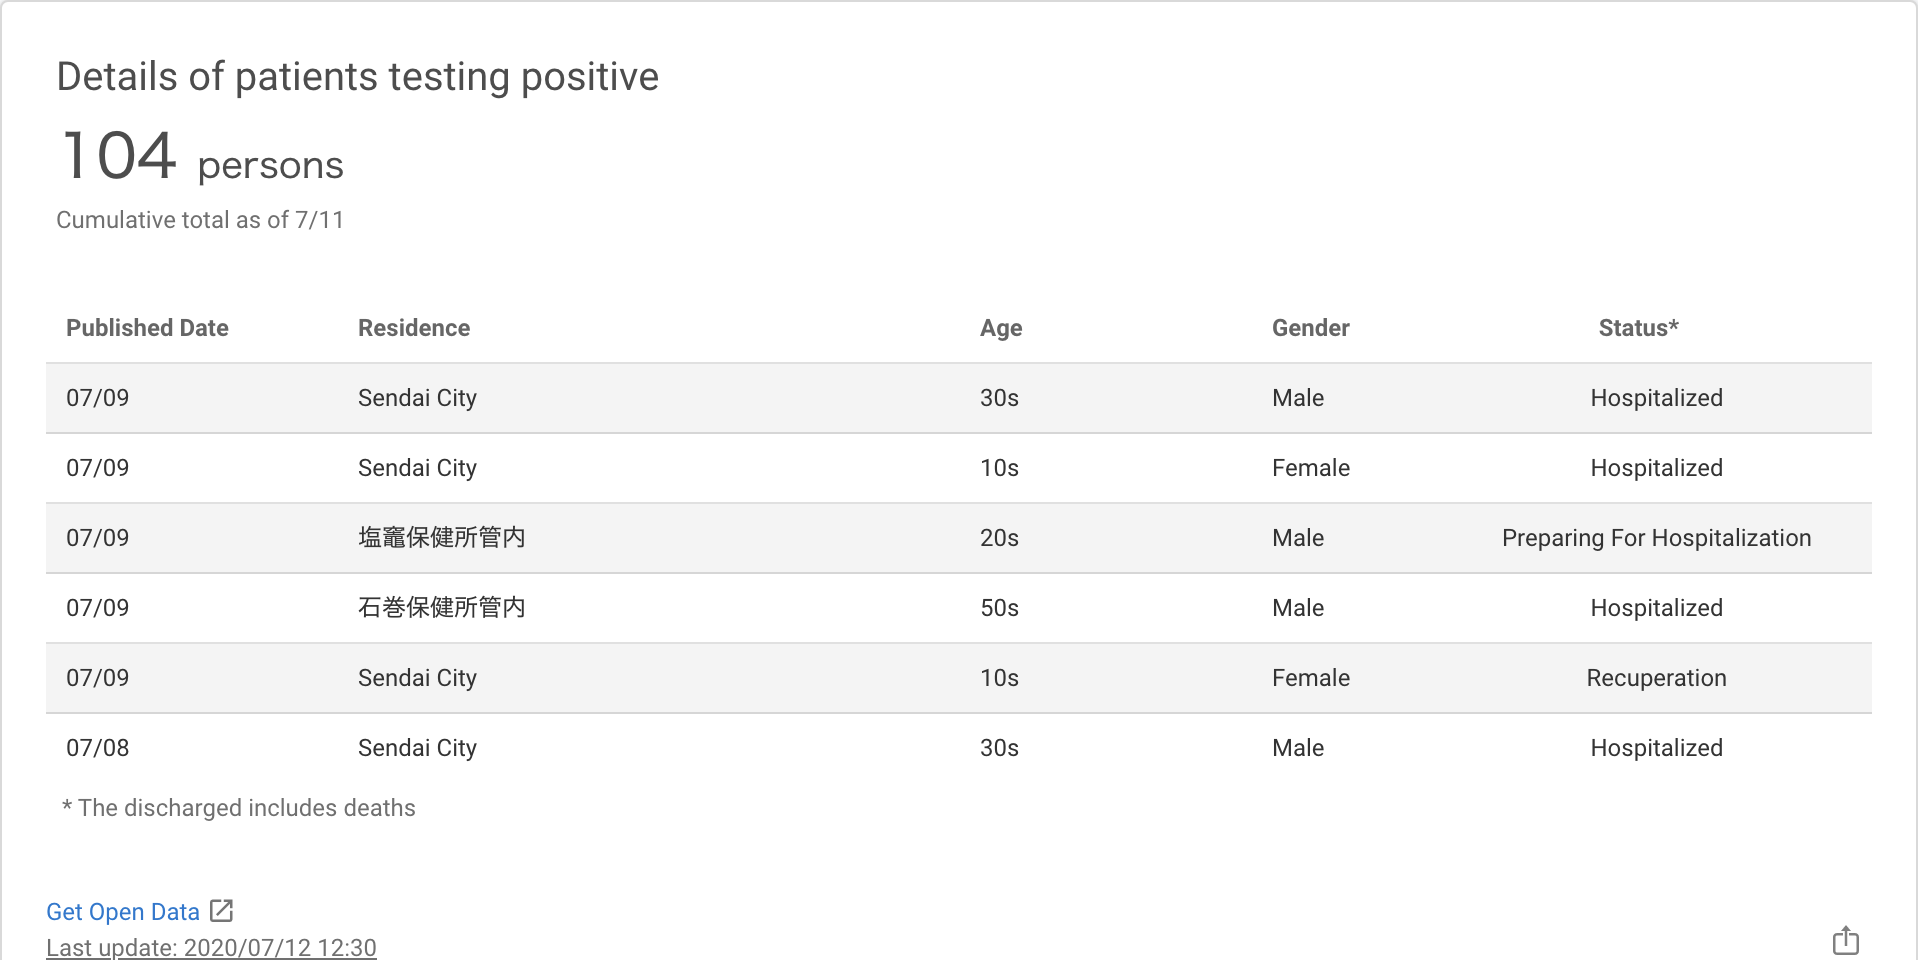 Details of patients testing positive
104 persons
Cumulative total as of 7/11
Published Date Residence Age Gender Status*
07/09 Sendai City 30s Male Hospitalized
07/09 Sendai City 10s Female Hospitalized
07/09 塩竈保健所管内 20s Male Preparing For Hospitalization
07/09 石巻保健所管内 50s Male Hospitalized
07/09 Sendai City 10s Female Recuperation
07/08 Sendai City 30s Male Hospitalized
* The discharged includes deaths
Get Open Data
Last update: 2020/07/12 12:30